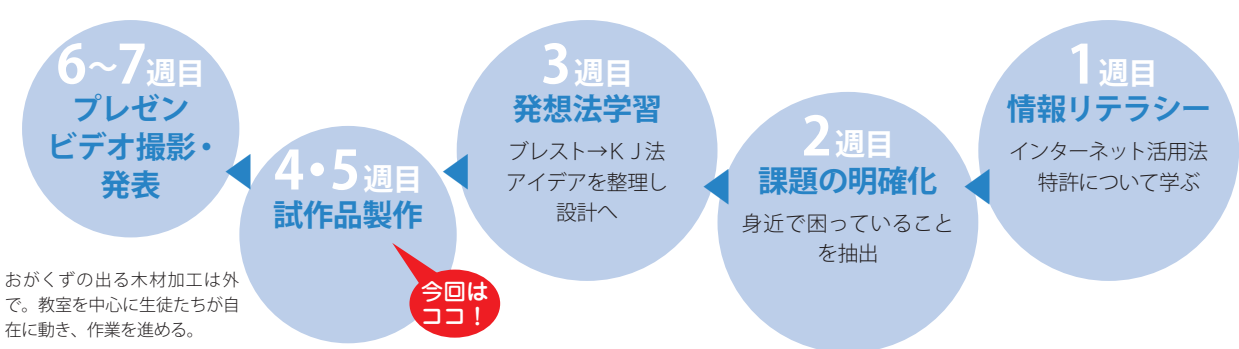 1週目
情報リテラシー
インターネット活用法
特許について学ぶ
2週目
課題の明確化
身近で困っていること
を抽出
3週目
発想法学習
ブレスト→KJ法
アイデアを整理し
設計へ
4・5週目
試作品製作
今回は
ココ！
6〜7週目
プレゼン
ビデオ撮影・
発表
おがくずの出る木材加工は外
で。教室を中心に生徒たちが自
在に動き、作業を進める。